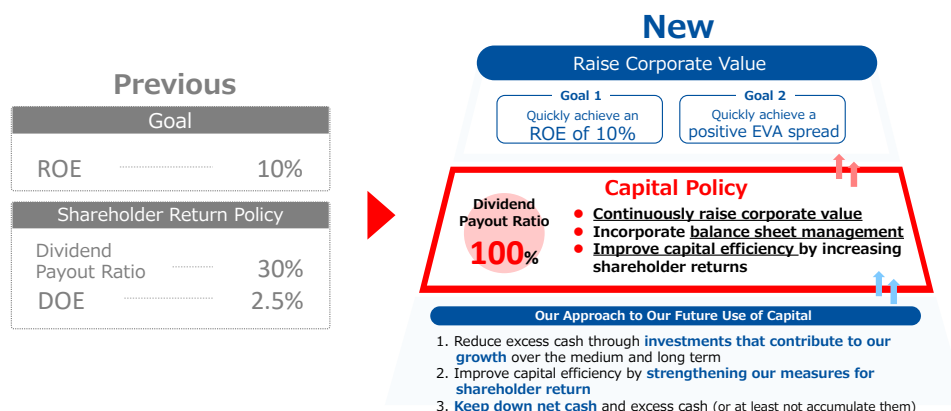 Previous
Goal
ROE 10%
Shareholder Return Policy
Dividend
Payout Ratio 30%
DOE 2.5%
New
Raise Corporate Value
Goal 1
Quickly achieve an
ROE of 10%
Goal 2
Quickly achieve a
positive EVA spread
Capital Policy
Dividend
Payout Ratio
100%
● Continuously raise corporate value
● Incorporate balance sheet management
● Improve capital efficiency by increasing
shareholder returns
Our Approach to Our Future Use of Capital
1. Reduce excess cash through investments that contribute to our
growth over the medium and long term
2. Improve capital efficiency by strengthening our measures for
shareholder return
3. Keep down net cash and excess cash (or at least not accumulate them)